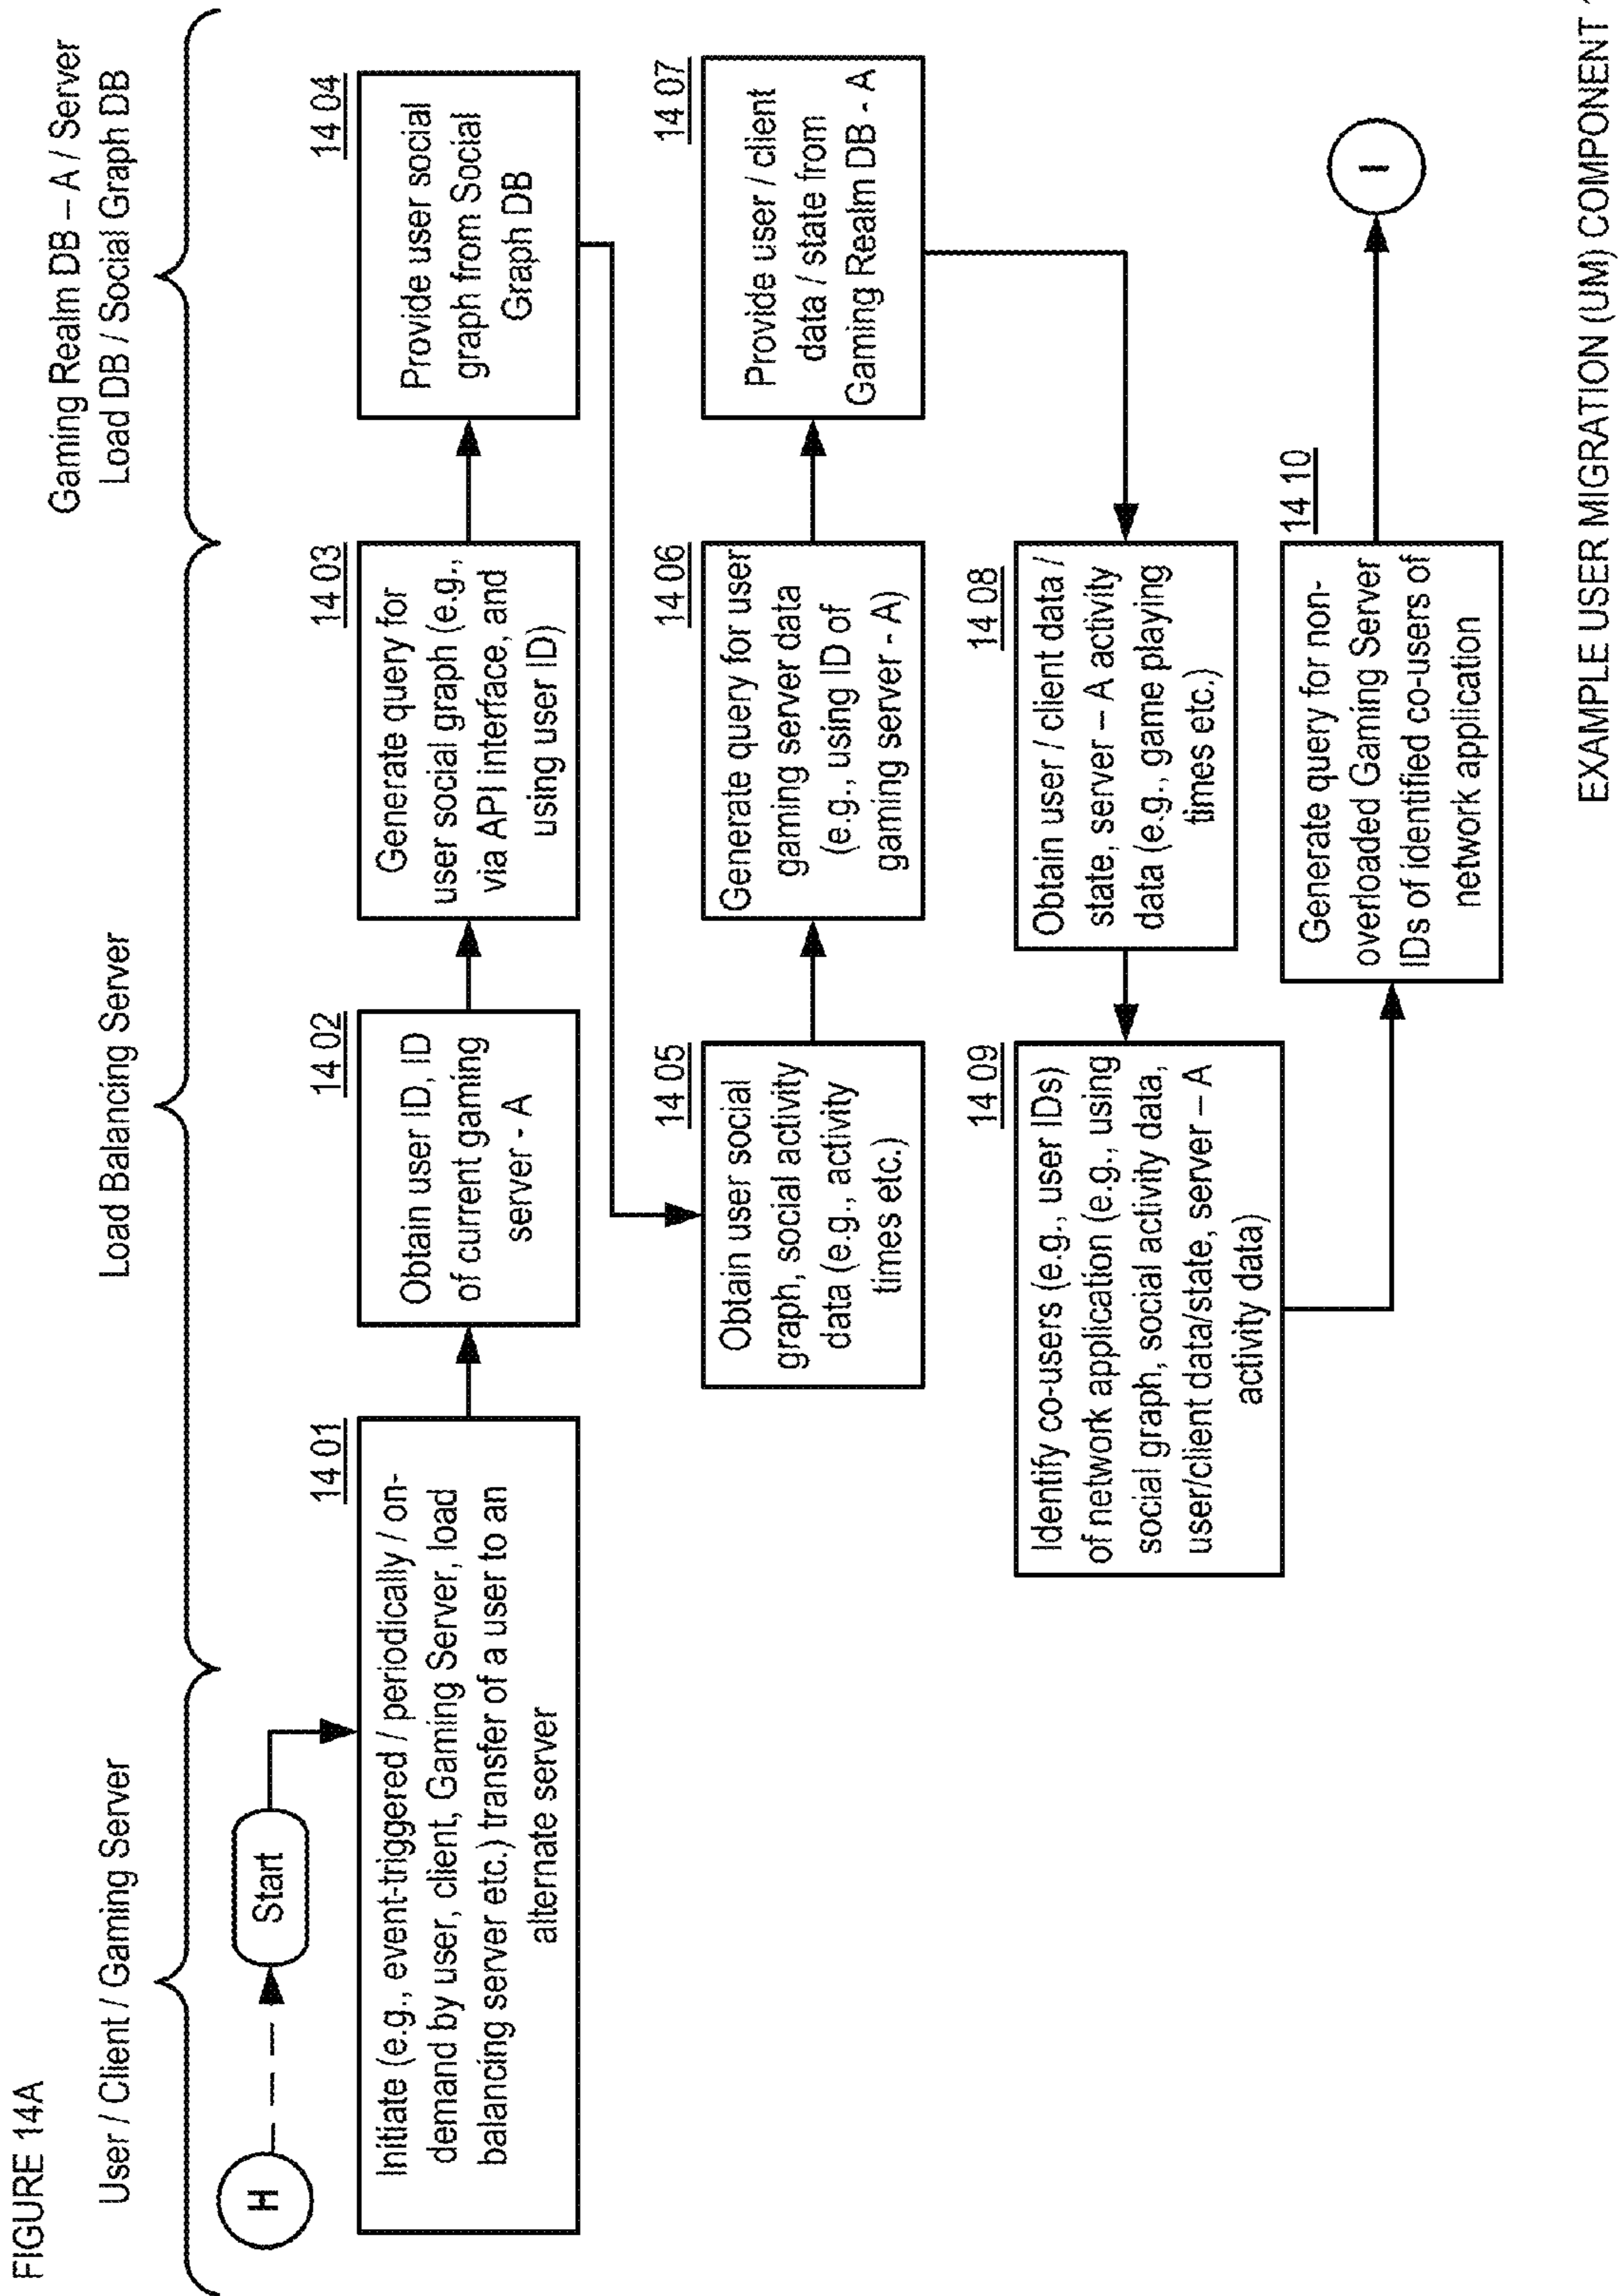 FIGURE 14A
User / Client / Gaming Server
Load Balancing Server
Gaming Realm DB – A / Server
Load DB / Social Graph DB
H
Start
14 01
Initiate (e.g., event-triggered / periodically / on-
demand by user, client, Gaming Server, load
balancing server etc.) transfer of a user to an
alternate server
14 02
Obtain user ID, ID
of current gaming
server - A
14 03
Generate query for
user social graph (e.g.,
via API interface, and
using user ID)
14 04
Provide user social
graph from Social
Graph DB
14 05
Obtain user social
graph, social activity
data (e.g., activity
times etc.)
14 06
Generate query for user
gaming server data
(e.g., using ID of
gaming server - A)
14 07
Provide user / client
data / state from
Gaming Realm DB - A
14 08
Obtain user / client data /
state, server – A activity
data (e.g., game playing
times etc.)
14 09
Identify co-users (e.g., user IDs)
of network application (e.g., using
social graph, social activity data,
user/client data/state, server – A
activity data)
14 10
Generate query for non-
overloaded Gaming Server
IDs of identified co-users of
network application
I
EXAMPLE USER MIGRATION (UM) COMPONENT